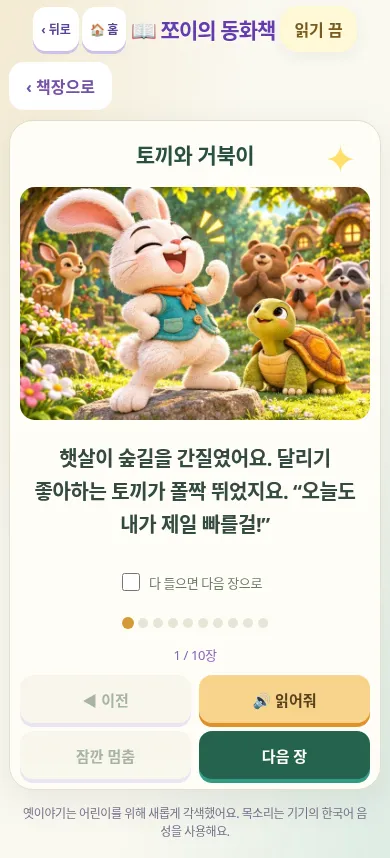 ‹ 뒤로
🏠 홈
📖 쪼이의 동화책
읽기 끔
‹ 책장으로
토끼와 거북이
햇살이 숲길을 간질였어요. 달리기
좋아하는 토끼가 폴짝 뛰었지요. “오늘도
내가 제일 빠를걸!”
다 들으면 다음 장으로
1 / 10장
◀ 이전
🔊 읽어줘
잠깐 멈춤
다음 장
옛이야기는 어린이를 위해 새롭게 각색했어요. 목소리는 기기의 한국어 음
성을 사용해요.